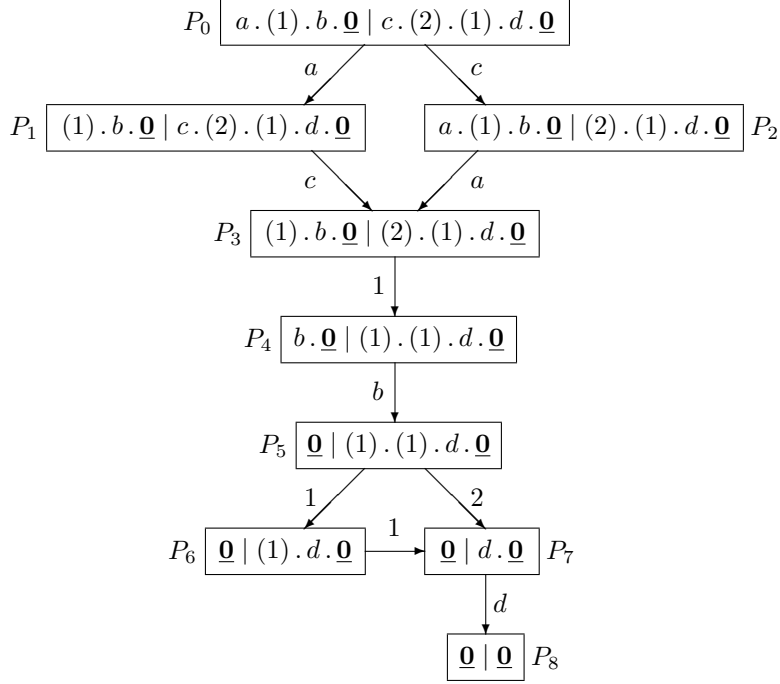 P₀ a . (1) . b . 0 | c . (2) . (1) . d . 0
a c
P₁ (1) . b . 0 | c . (2) . (1) . d . 0 a . (1) . b . 0 | (2) . (1) . d . 0 P₂
c a
P₃ (1) . b . 0 | (2) . (1) . d . 0
1
P₄ b . 0 | (1) . (1) . d . 0
b
P₅ 0 | (1) . (1) . d . 0
1 2
P₆ 0 | (1) . d . 0 1 0 | d . 0 P₇
d
0 | 0 P₈